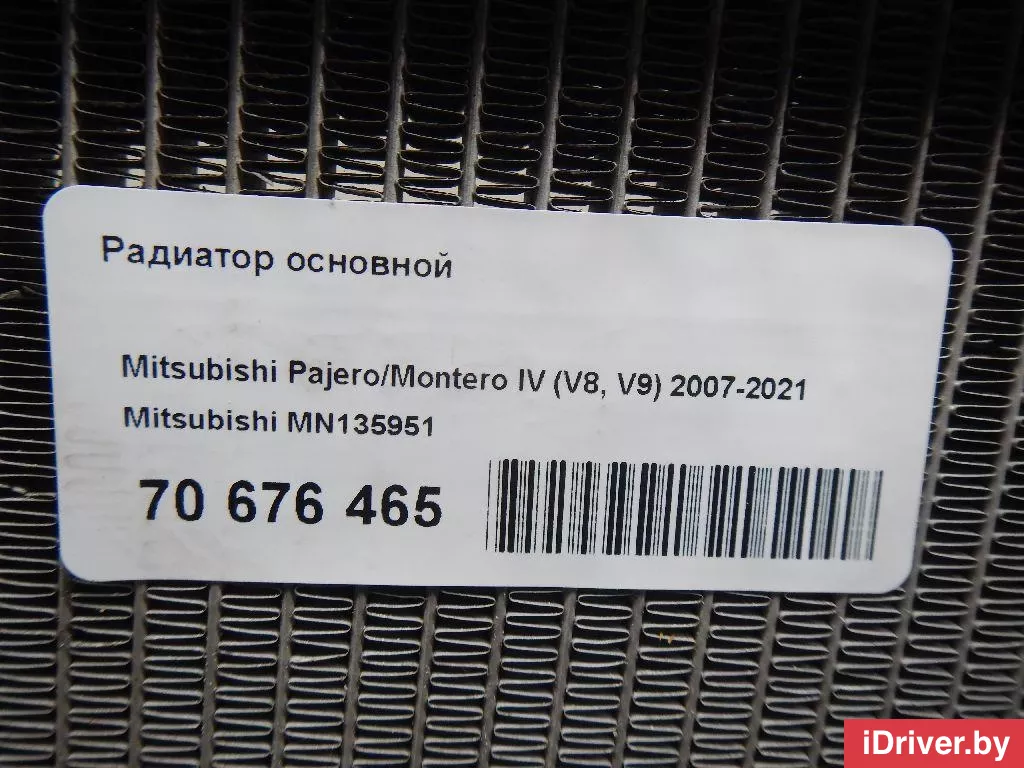 Радиатор основной
Mitsubishi Pajero/Montero IV (V8, V9) 2007-2021
Mitsubishi MN135951
70 676 465
iDriver.by